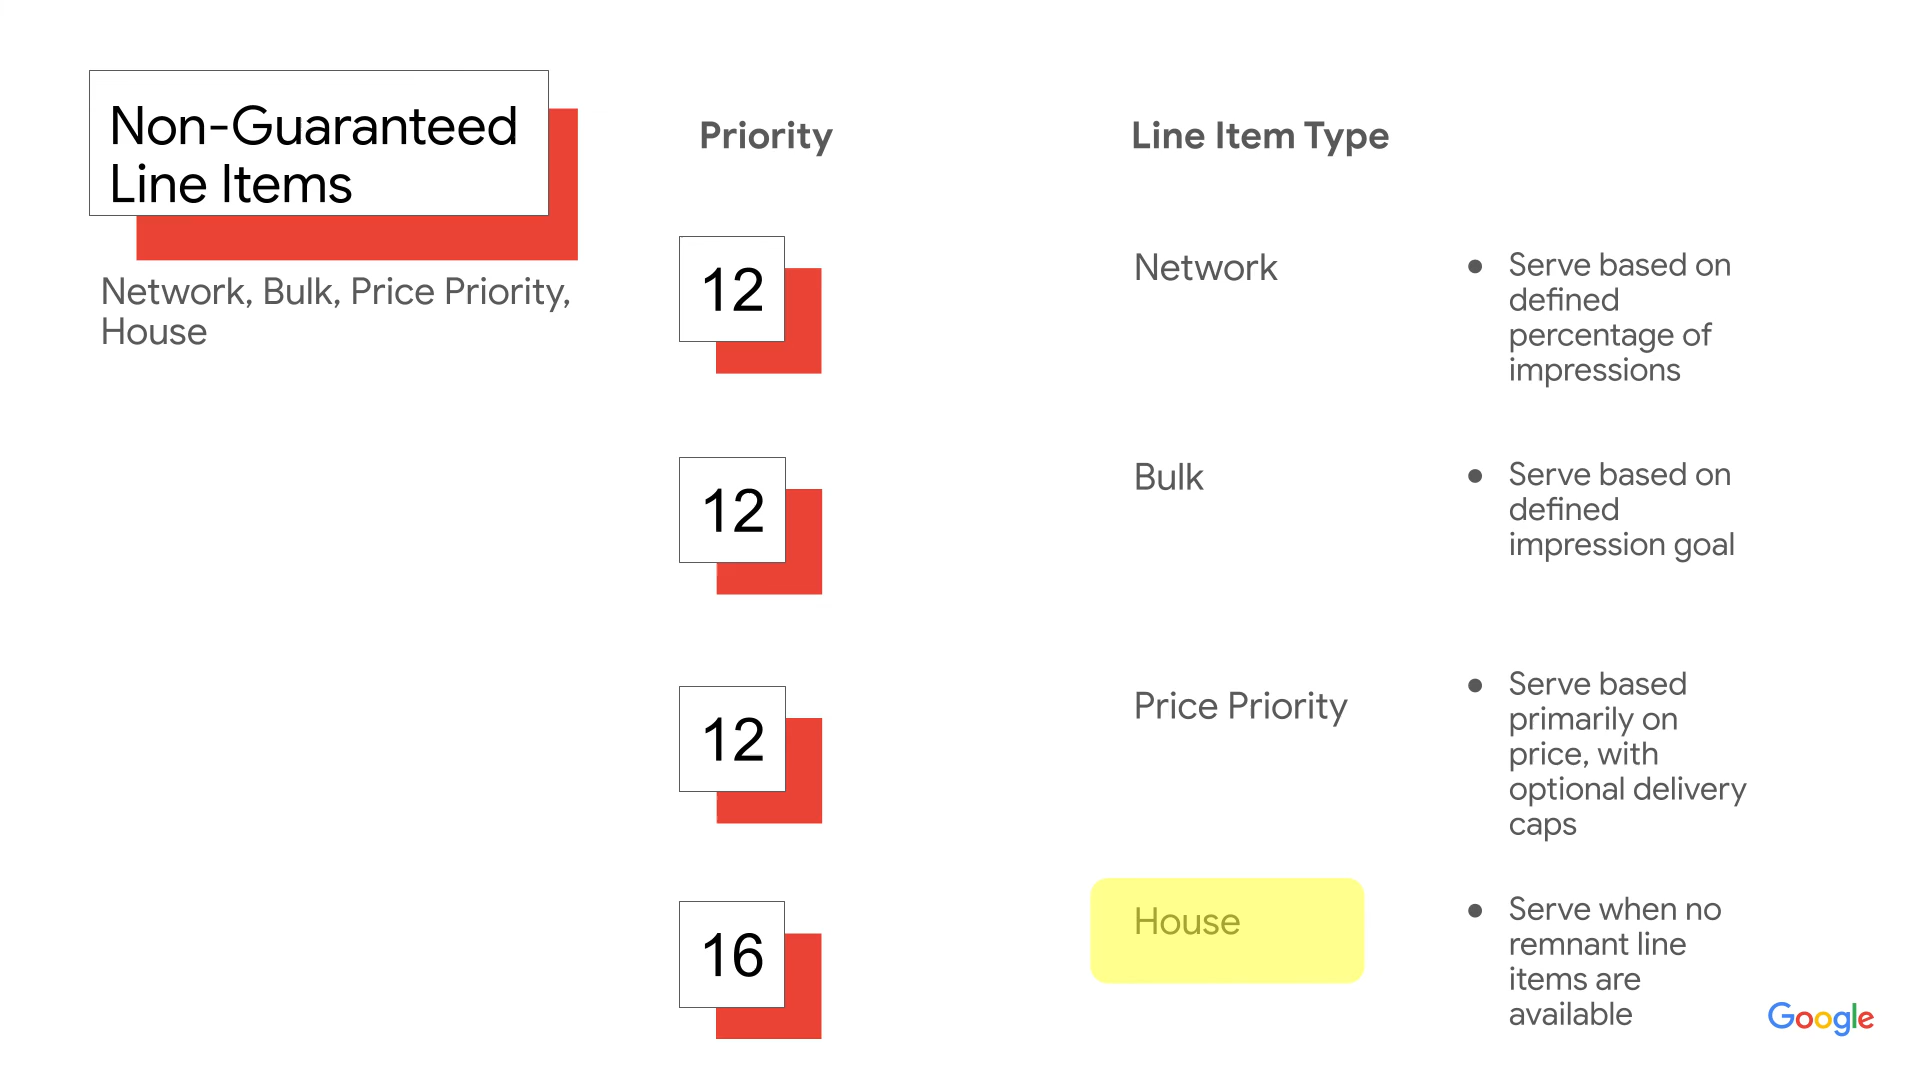 Non-Guaranteed
Line Items
Network, Bulk, Price Priority,
House
Priority
Line Item Type
12
Network
● Serve based on
defined
percentage of
impressions
12
Bulk
● Serve based on
defined
impression goal
12
Price Priority
● Serve based
primarily on
price, with
optional delivery
caps
16
House
● Serve when no
remnant line
items are
available
Google